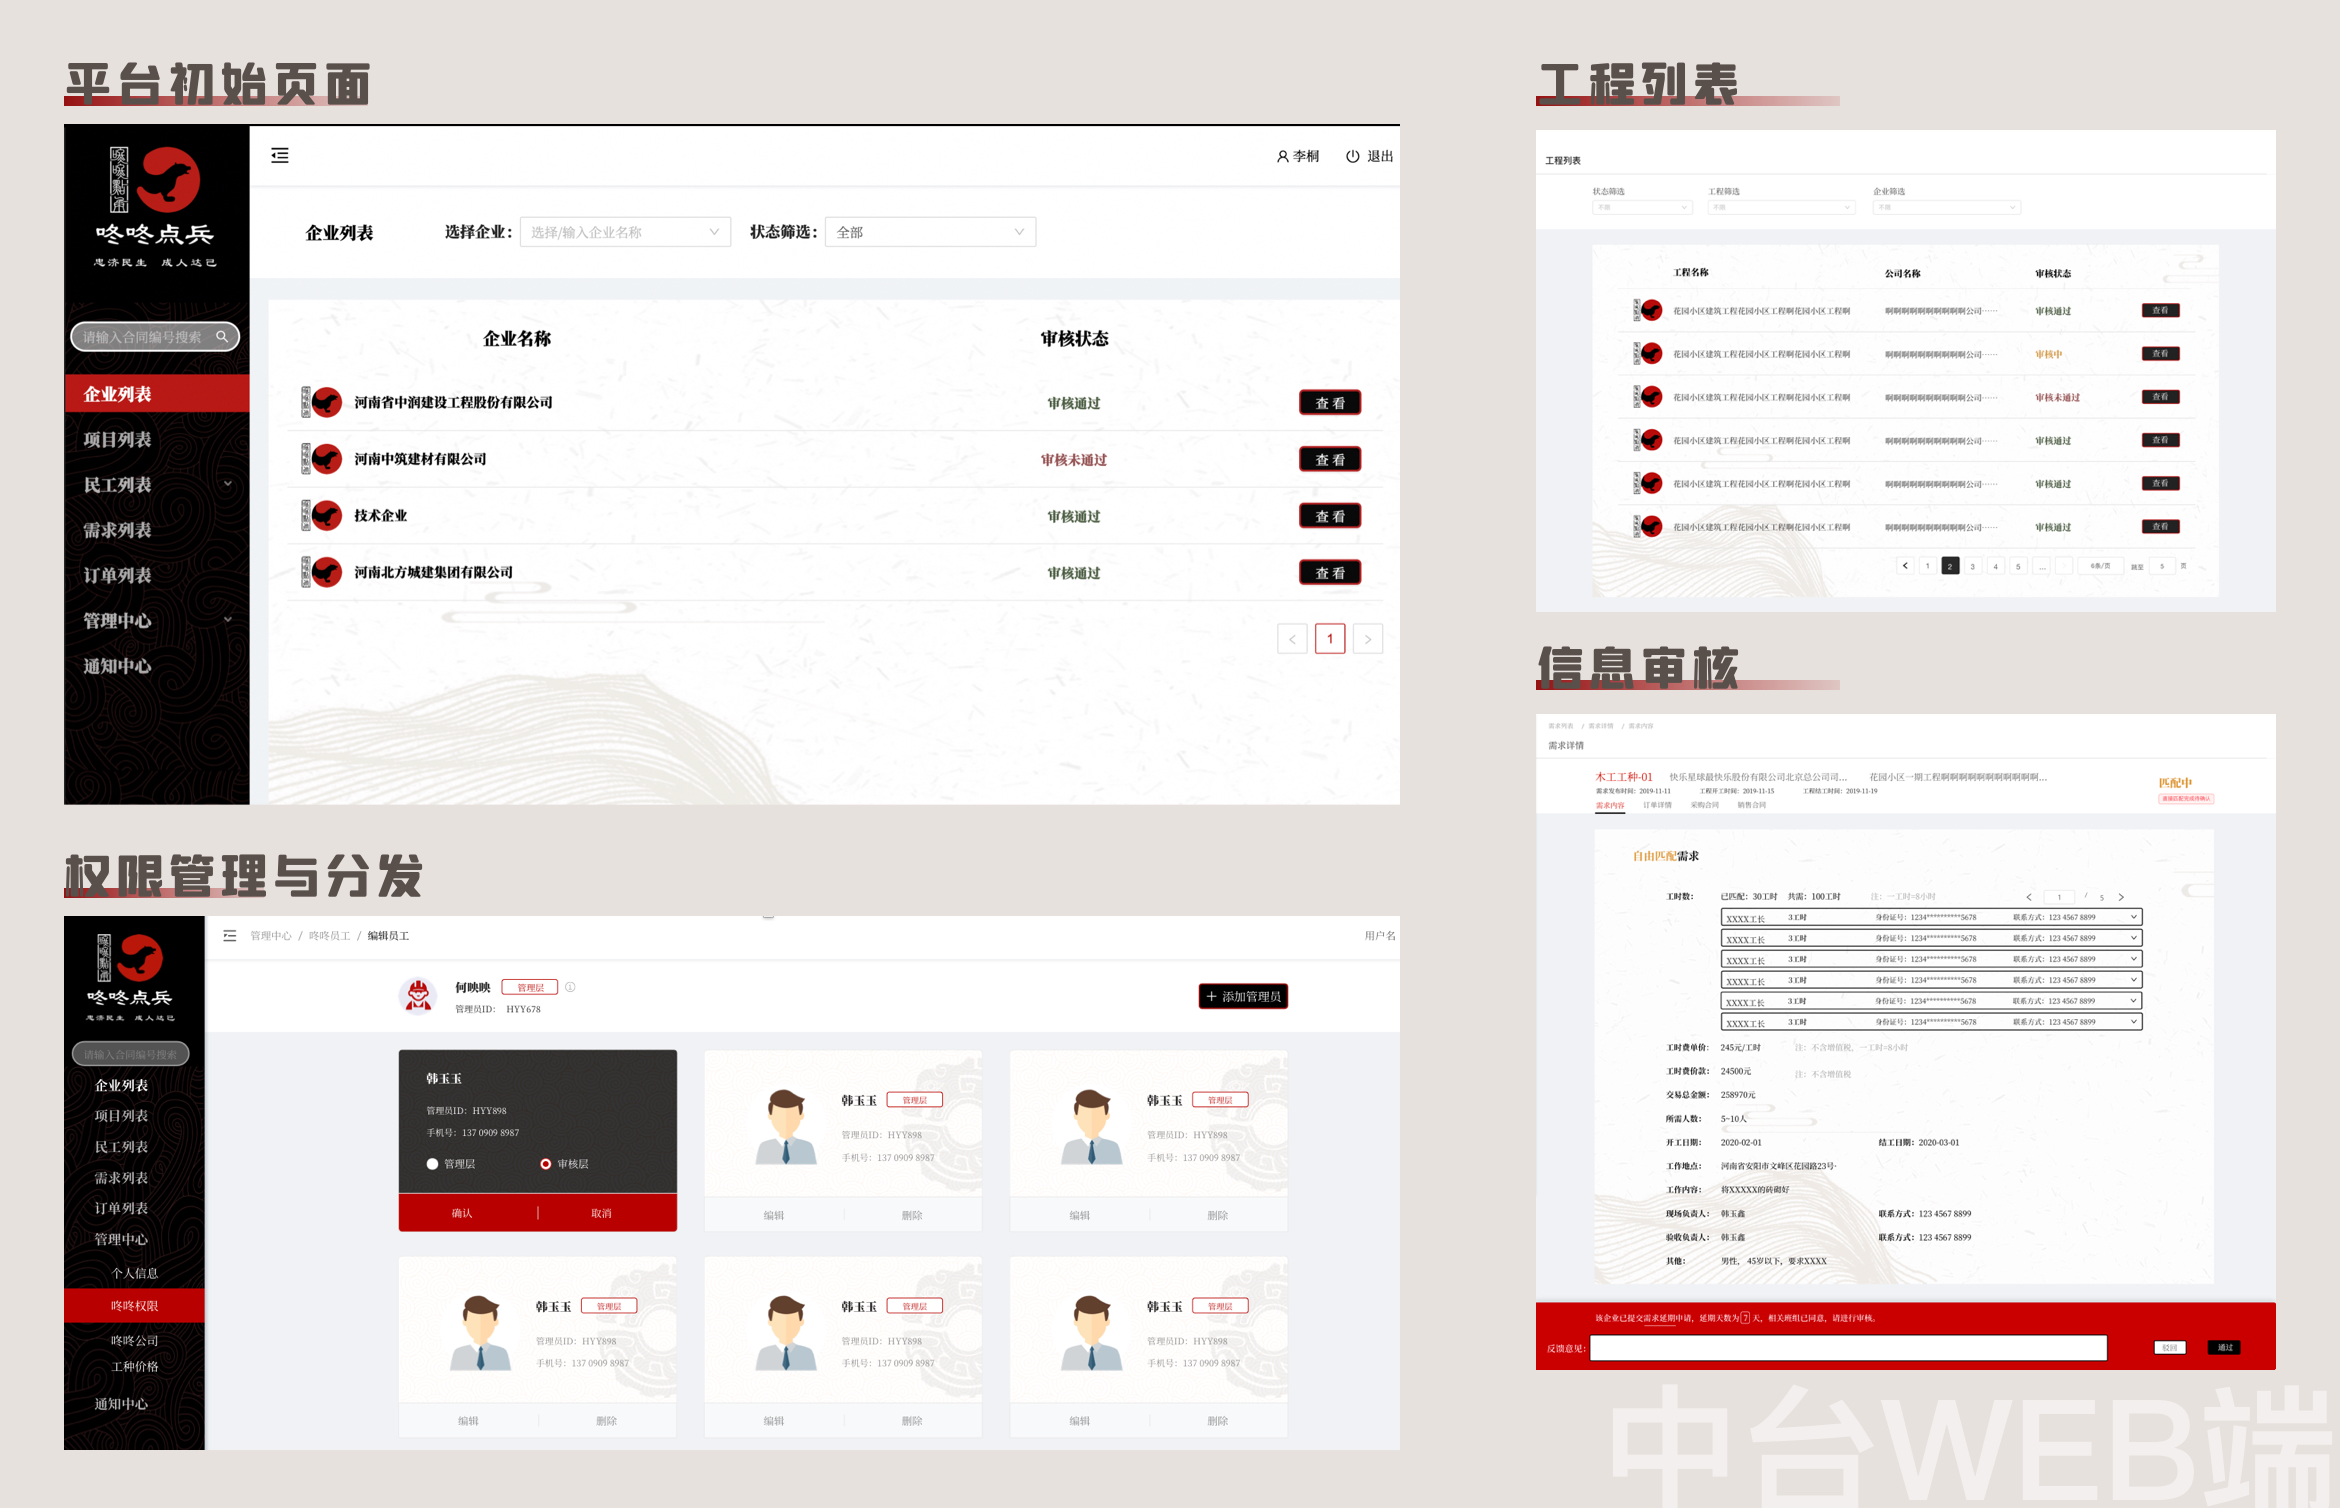 平台初始页面
咚咚点兵
忠济民生 成人达己
请输入合同编号搜索
企业列表
项目列表
民工列表
需求列表
订单列表
管理中心
通知中心
李桐 退出
企业列表 选择企业： 选择/输入企业名称 状态筛选： 全部
企业名称 审核状态
河南省中润建设工程股份有限公司 审核通过 查看
河南中筑建材有限公司 审核未通过 查看
技术企业 审核通过 查看
河南北方城建集团有限公司 审核通过 查看
< 1 >
权限管理与分发
咚咚点兵
忠济民生 成人达己
请输入合同编号搜索
企业列表
项目列表
民工列表
需求列表
订单列表
管理中心
个人信息
咚咚权限
咚咚公司
工种价格
通知中心
管理中心 / 咚咚员工 / 编辑员工 用户名
何映映 管理层
管理员ID： HYY678
+ 添加管理员
韩玉玉
管理员ID：HYY898
手机号：137 0909 8987
管理层 审核层
确认 取消
韩玉玉 管理层
管理员ID：HYY898
手机号：137 0909 8987
编辑 删除
韩玉玉 管理层
管理员ID：HYY898
手机号：137 0909 8987
编辑 删除
韩玉玉 管理层
管理员ID：HYY898
手机号：137 0909 8987
编辑 删除
韩玉玉 管理层
管理员ID：HYY898
手机号：137 0909 8987
编辑 删除
韩玉玉 管理层
管理员ID：HYY898
手机号：137 0909 8987
编辑 删除
工程列表
工程列表
状态筛选 工程筛选 企业筛选
不限 不限 不限
工程名称 公司名称 审核状态
花园小区建筑工程花园小区工程啊花园小区工程啊 啊啊啊啊啊啊啊啊啊啊公司…… 审核通过 查看
花园小区建筑工程花园小区工程啊花园小区工程啊 啊啊啊啊啊啊啊啊啊啊公司…… 审核中 查看
花园小区建筑工程花园小区工程啊花园小区工程啊 啊啊啊啊啊啊啊啊啊啊公司…… 审核未通过 查看
花园小区建筑工程花园小区工程啊花园小区工程啊 啊啊啊啊啊啊啊啊啊啊公司…… 审核通过 查看
花园小区建筑工程花园小区工程啊花园小区工程啊 啊啊啊啊啊啊啊啊啊啊公司…… 审核通过 查看
花园小区建筑工程花园小区工程啊花园小区工程啊 啊啊啊啊啊啊啊啊啊啊公司…… 审核通过 查看
< 1 2 3 4 5 ... 6条/页 跳至 5 页
信息审核
需求列表 / 需求详情 / 需求内容
需求详情
木工工种-01 快乐星球最快乐股份有限公司北京总公司司... 花园小区一期工程啊啊啊啊啊啊啊啊啊啊啊... 匹配中
需求发布时间：2019-11-11 工程开工时间：2019-11-15 工程结工时间：2019-11-19
需求内容 订单详情 采购合同 销售合同
自由匹配需求
工时数： 已匹配：30工时 共需：100工时 注：一工时=8小时 < 1 / 5 >
XXXX工长 3工时 身份证号：1234**********5678 联系方式：123 4567 8899
XXXX工长 3工时 身份证号：1234**********5678 联系方式：123 4567 8899
XXXX工长 3工时 身份证号：1234**********5678 联系方式：123 4567 8899
XXXX工长 3工时 身份证号：1234**********5678 联系方式：123 4567 8899
XXXX工长 3工时 身份证号：1234**********5678 联系方式：123 4567 8899
XXXX工长 3工时 身份证号：1234**********5678 联系方式：123 4567 8899
工时费单价： 245元/工时 注：不含增值税，一工时=8小时
工时费价款： 24500元 注：不含增值税
交易总金额： 258970元
所需人数： 5~10人
开工日期： 2020-02-01 结工日期：2020-03-01
工作地点： 河南省安阳市文峰区花园路23号·
工作内容： 将XXXXX的砖砌好
现场负责人： 韩玉鑫 联系方式：123 4567 8899
验收负责人： 韩玉鑫 联系方式：123 4567 8899
其他： 男性，45岁以下，要求XXXX
该企业已提交需求延期申请，延期天数为 7 天，相关班组已同意，请进行审核。
反馈意见： 驳回 通过
中台WEB端